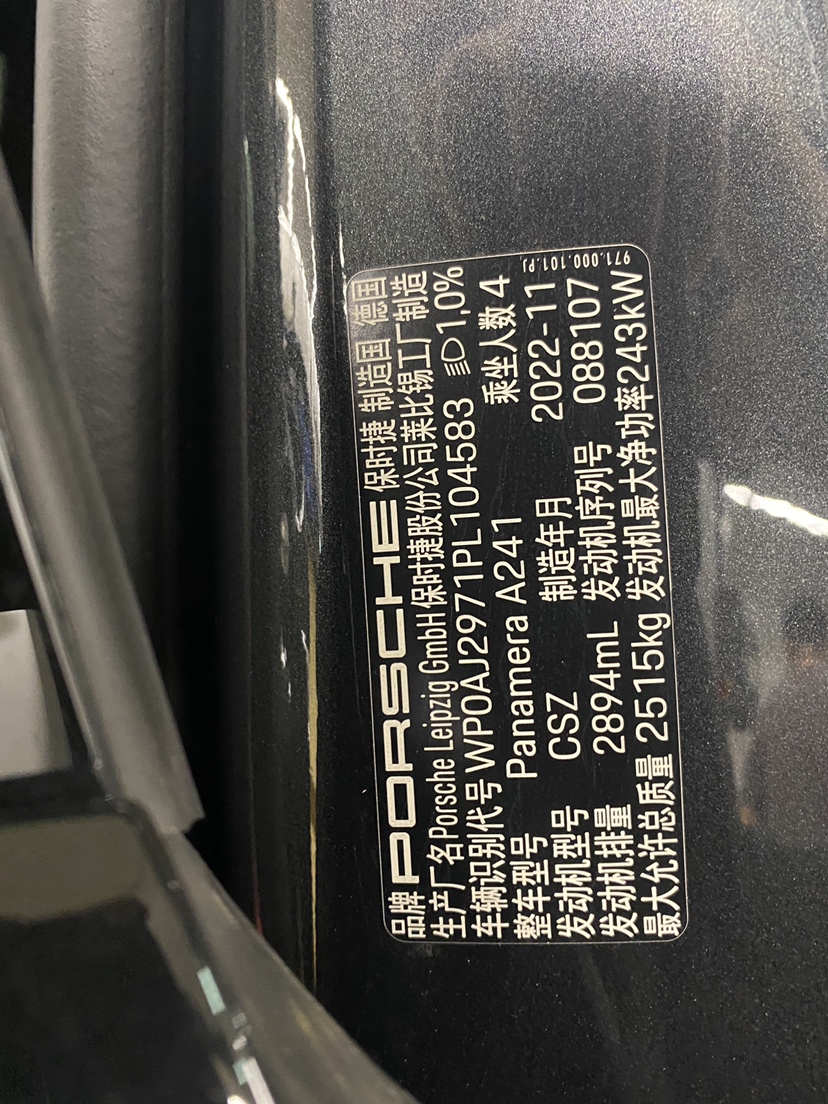 品牌 PORSCHE 保时捷 制造国 德国
生产厂名 Porsche Leipzig GmbH 保时捷股份公司莱比锡工厂制造
车辆识别代号 WP0AJ2971PL104583 1,0%
整车型号 Panamera A241 乘坐人数 4
发动机型号 CSZ 制造年月 2022-11
发动机排量 2894mL 发动机序列号 088107
最大允许总质量 2515kg 发动机最大净功率 243kW
971.000.101.PJ